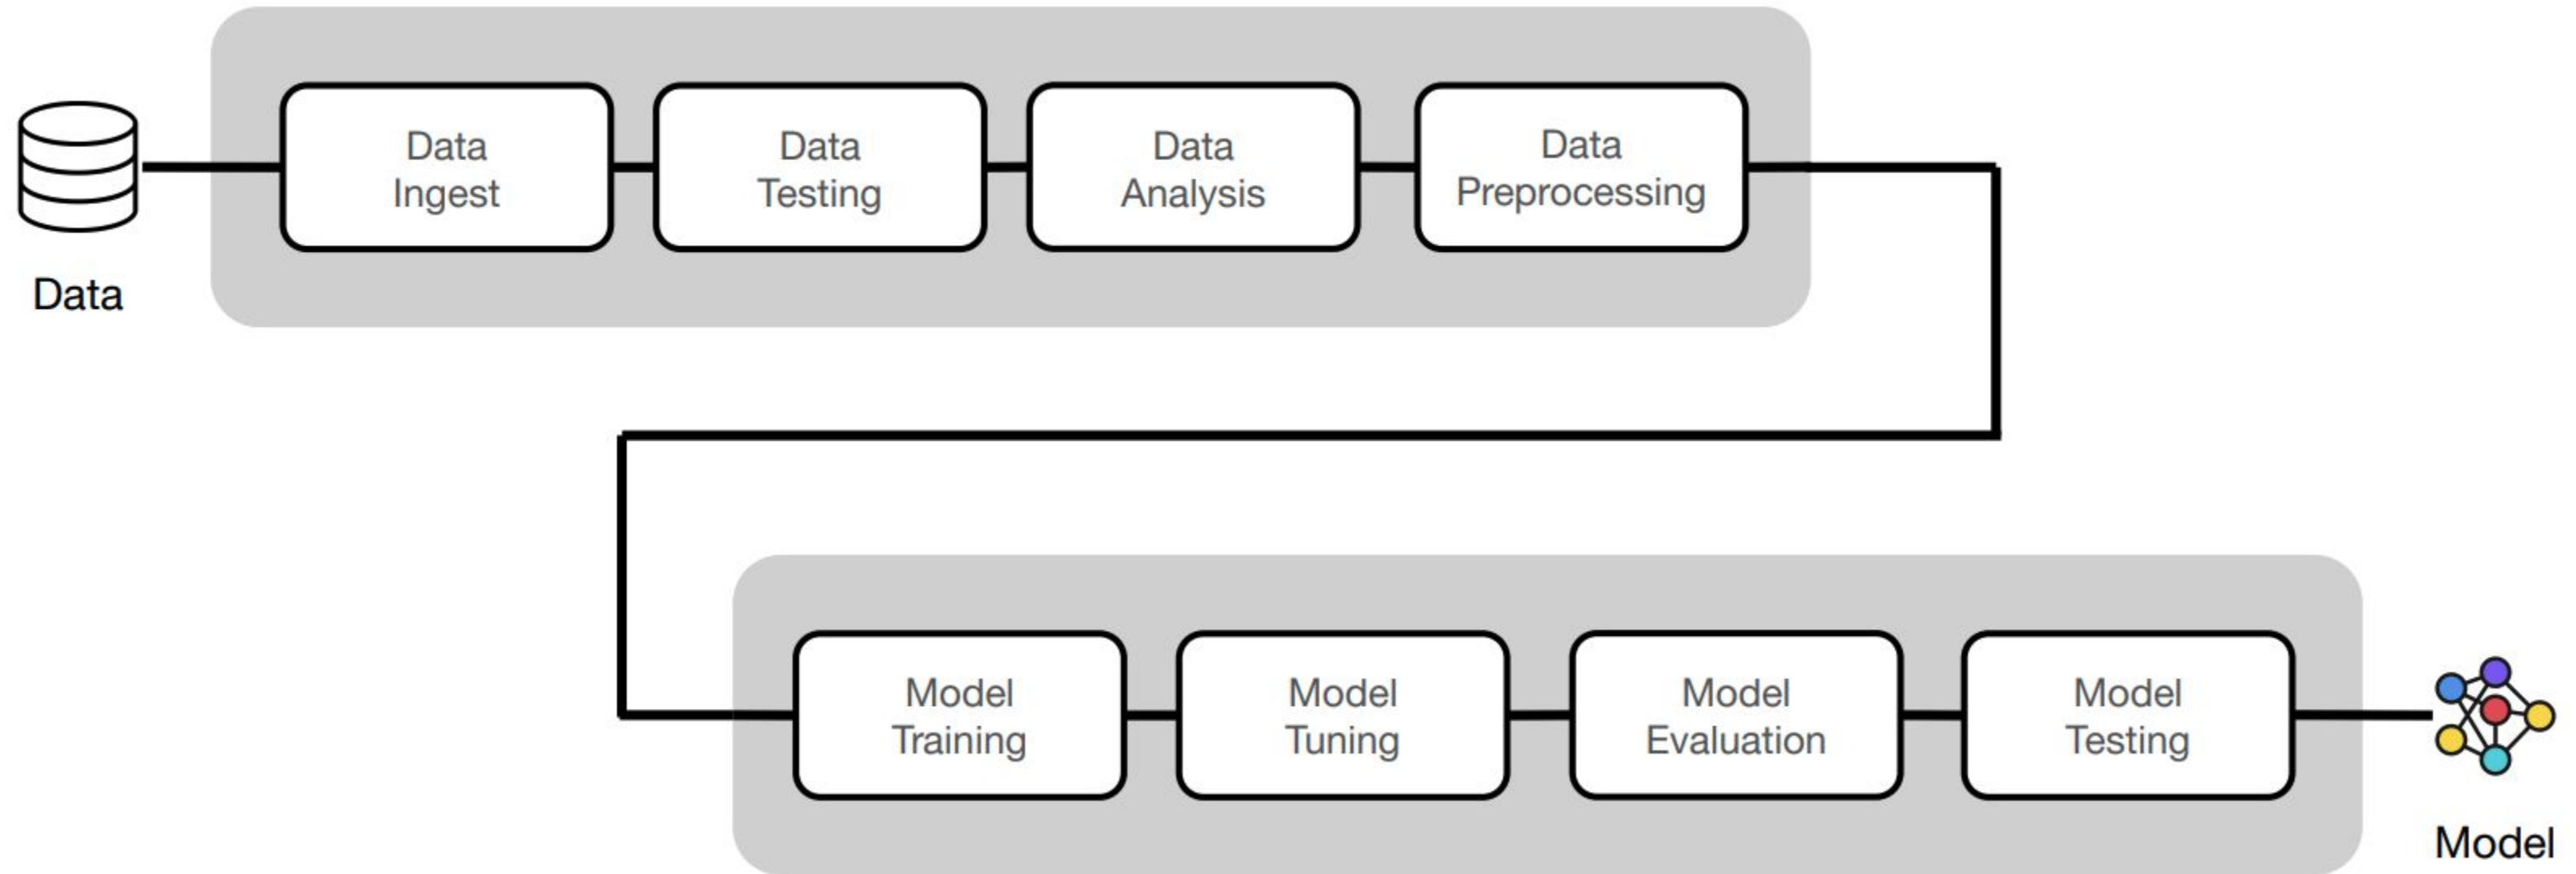 Data
Data
Ingest
Data
Testing
Data
Analysis
Data
Preprocessing
Model
Training
Model
Tuning
Model
Evaluation
Model
Testing
Model